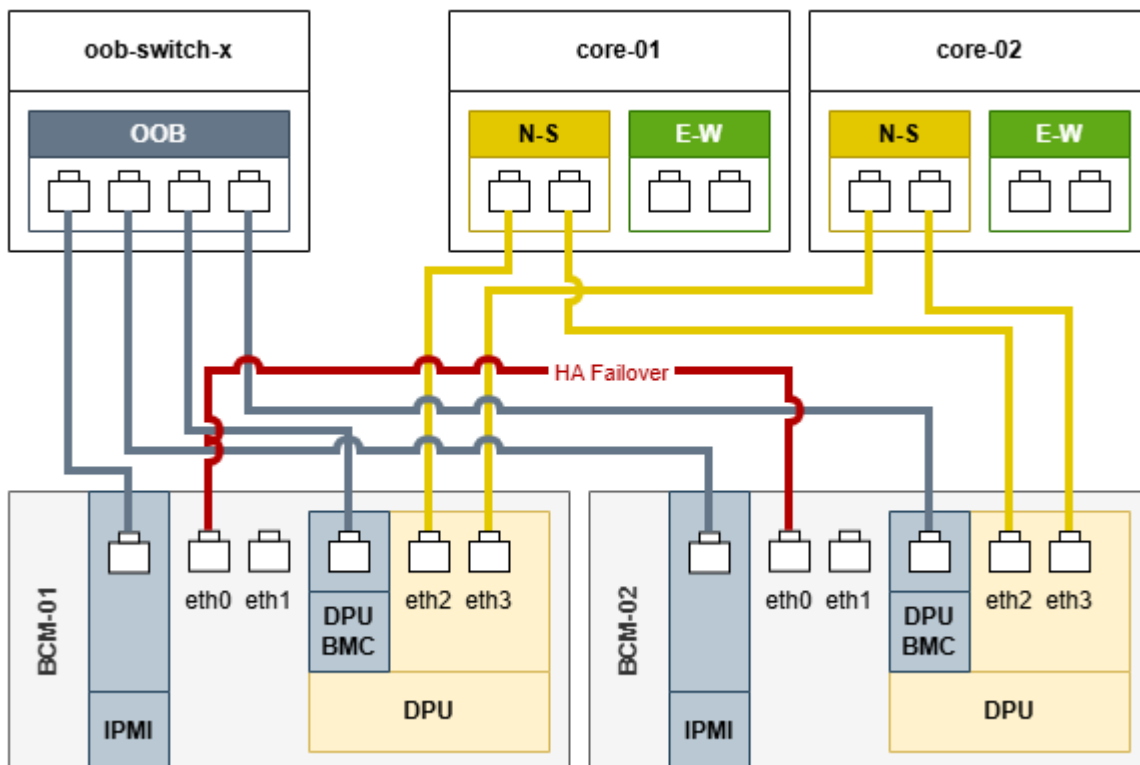 oob-switch-x
core-01
core-02
OOB
N-S
E-W
N-S
E-W
HA Failover
BCM-01
eth0
eth1
DPU
BMC
eth2
eth3
IPMI
DPU
BCM-02
eth0
eth1
DPU
BMC
eth2
eth3
IPMI
DPU